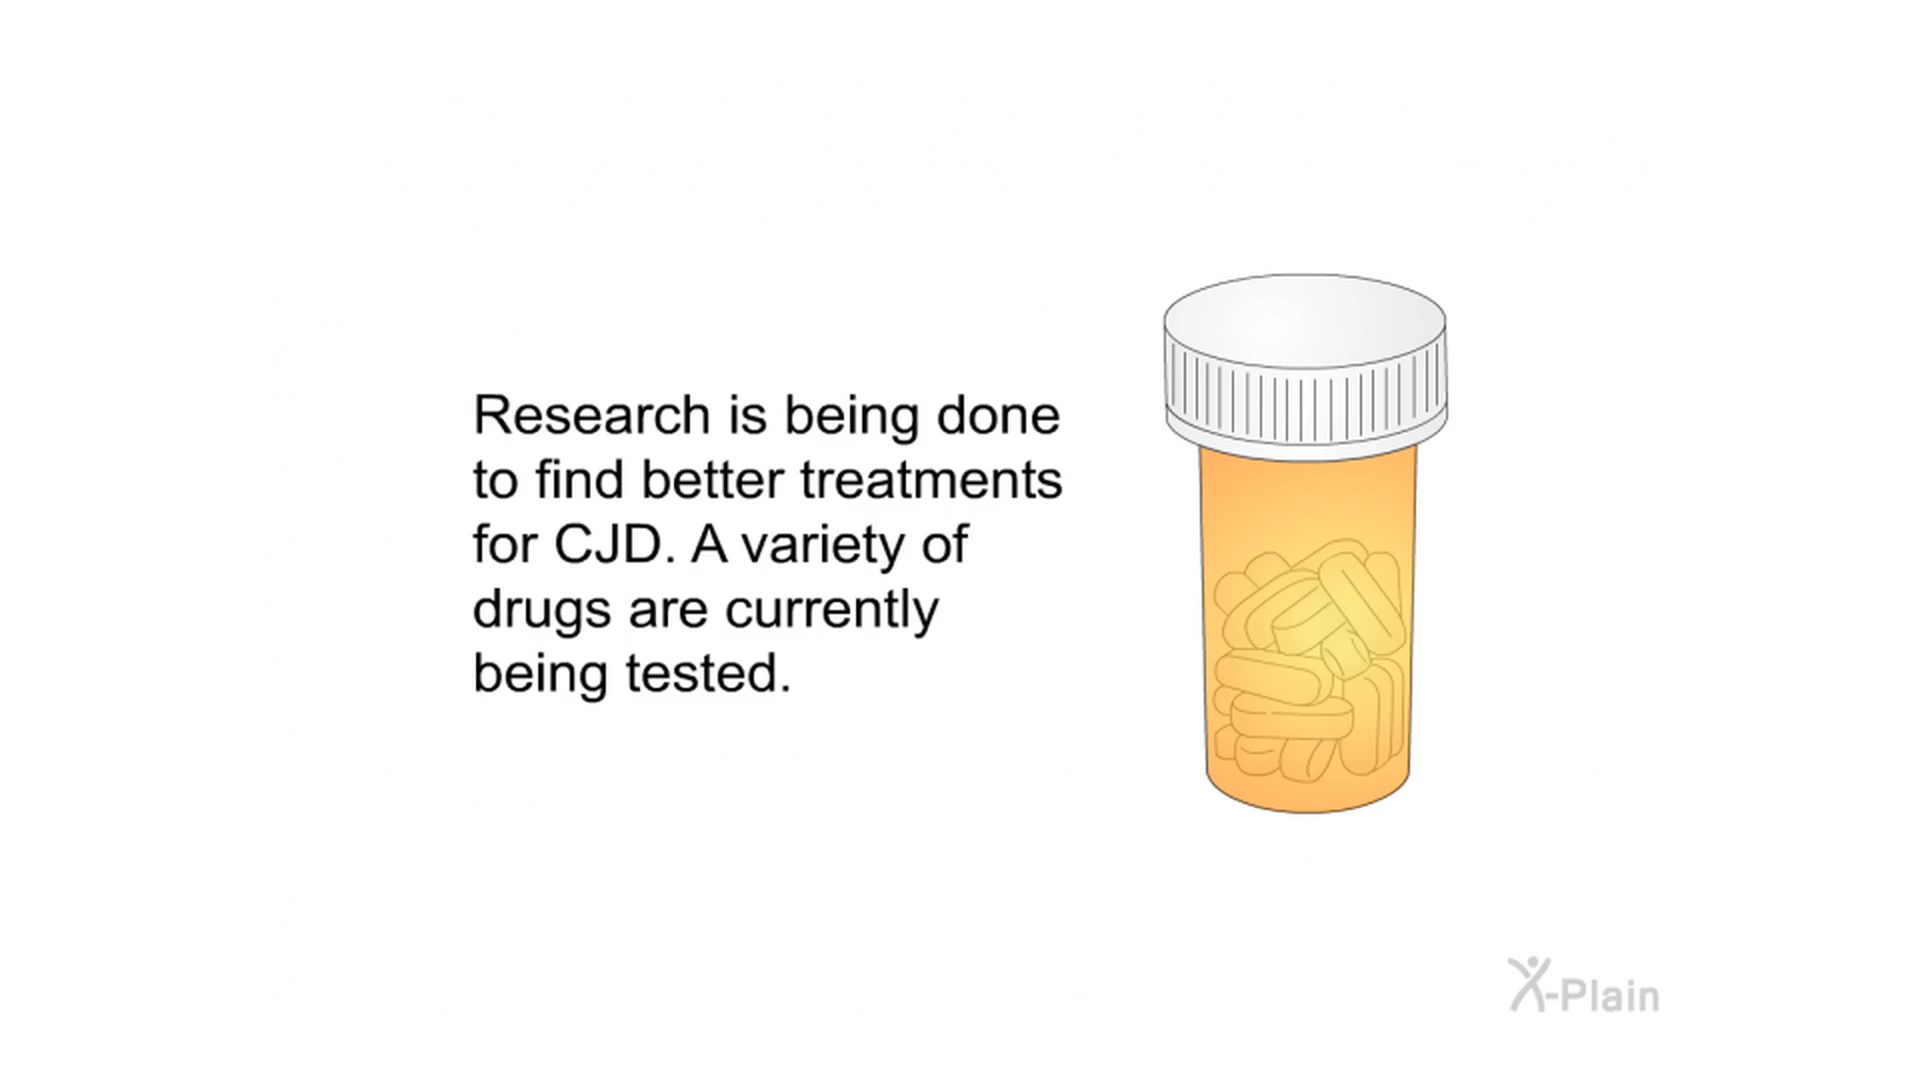 Research is being done
to find better treatments
for CJD. A variety of
drugs are currently
being tested.
X-Plain